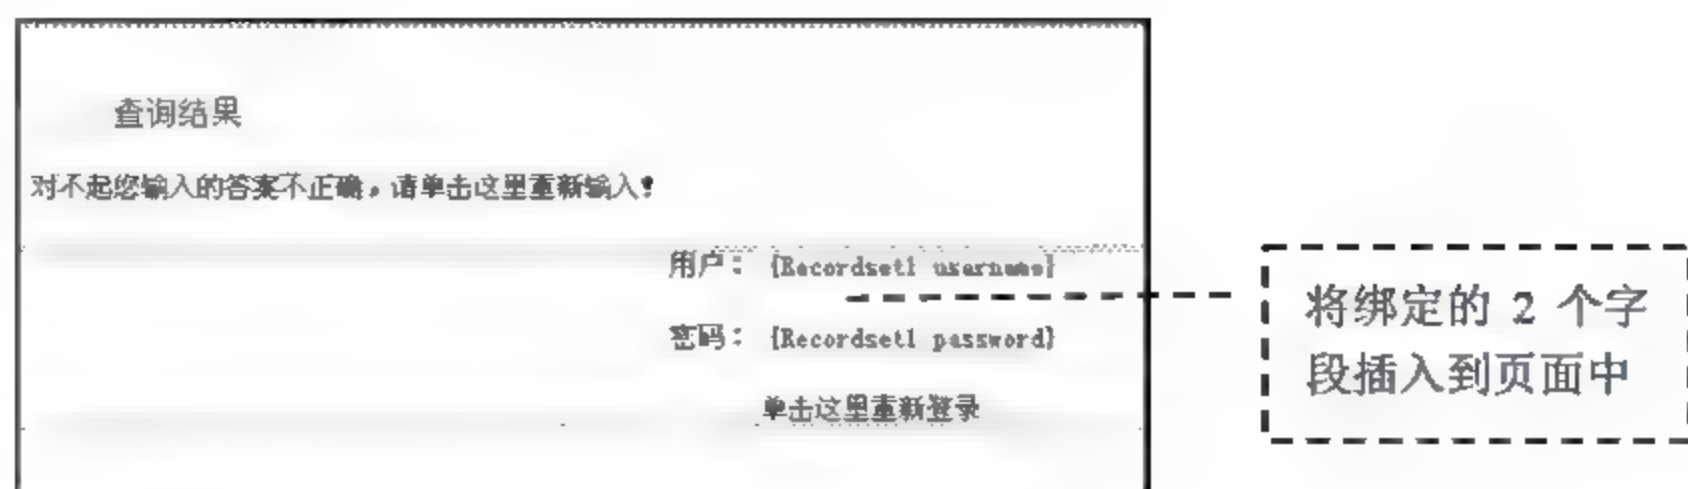 查询结果
对不起您输入的答案不正确，请单击这里重新输入！
用户： {Recordset1 username}
密码： {Recordset1 password}
单击这里重新登录
将绑定的 2 个字
段插入到页面中